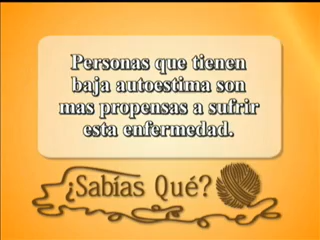 Personas que tienen
baja autoestima son
mas propensas a sufrir
esta enfermedad.
¿Sabías Qué?